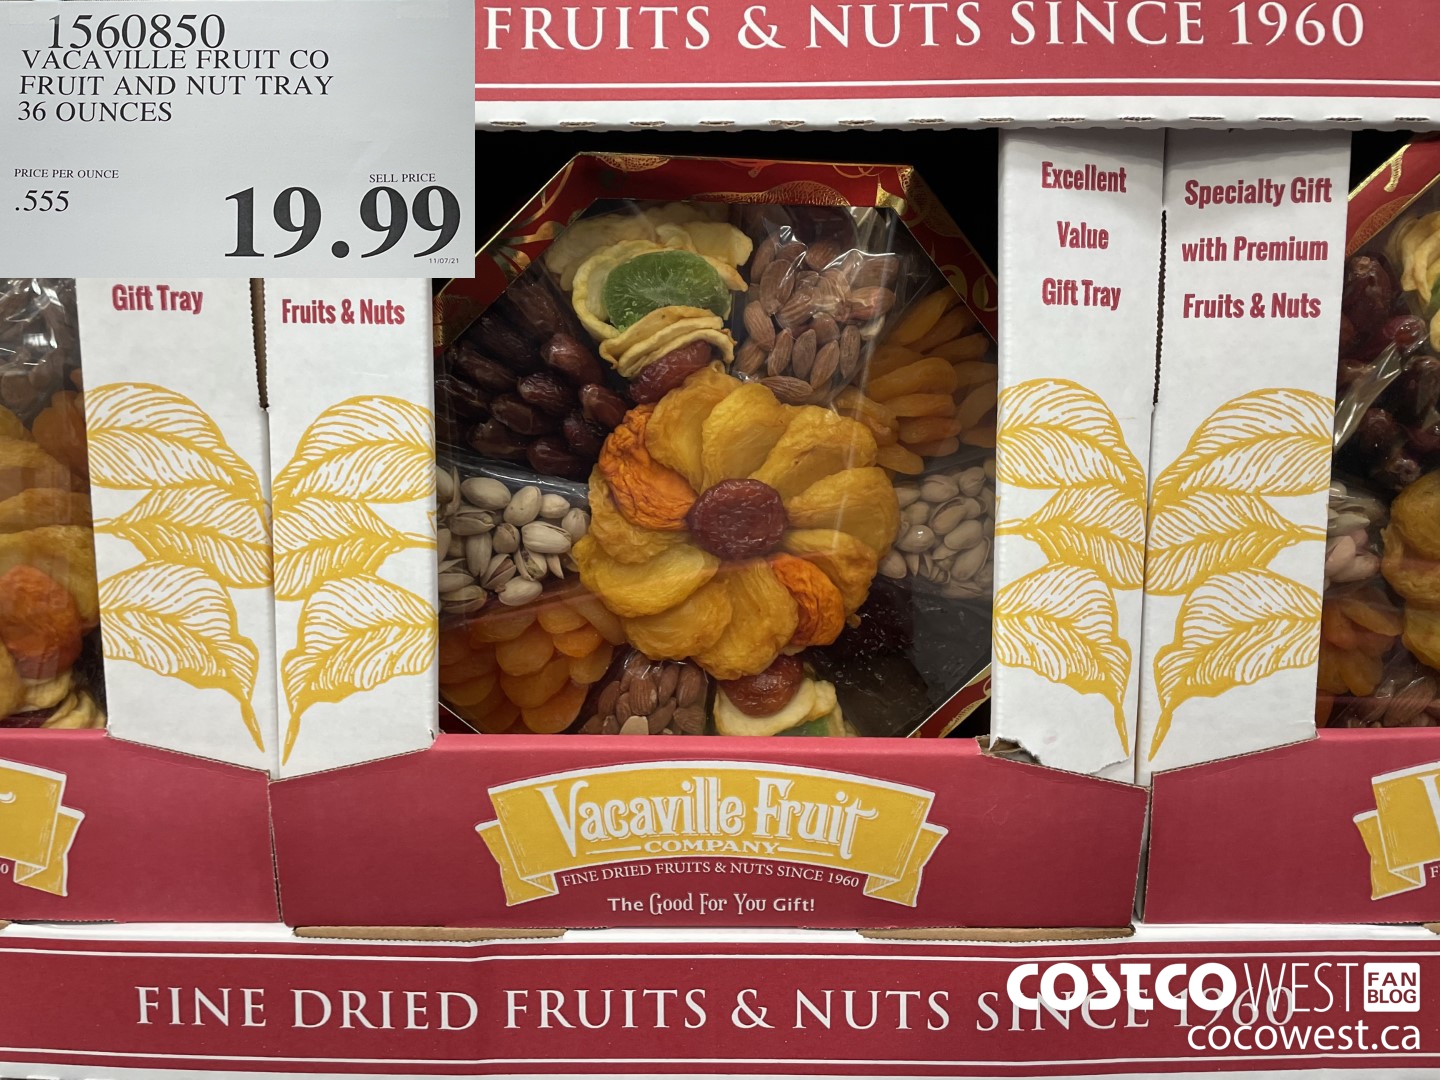 1560850
VACAVILLE FRUIT CO
FRUIT AND NUT TRAY
36 OUNCES
PRICE PER OUNCE
.555
SELL PRICE
19.99
11/07/21
FRUITS & NUTS SINCE 1960
Gift Tray
Fruits & Nuts
Excellent
Value
Gift Tray
Specialty Gift
with Premium
Fruits & Nuts
Vacaville Fruit
COMPANY
FINE DRIED FRUITS & NUTS SINCE 1960
The Good For You Gift!
FINE DRIED FRUITS & NUTS SINCE 1960
COSTCO WEST FAN BLOG
cocowest.ca